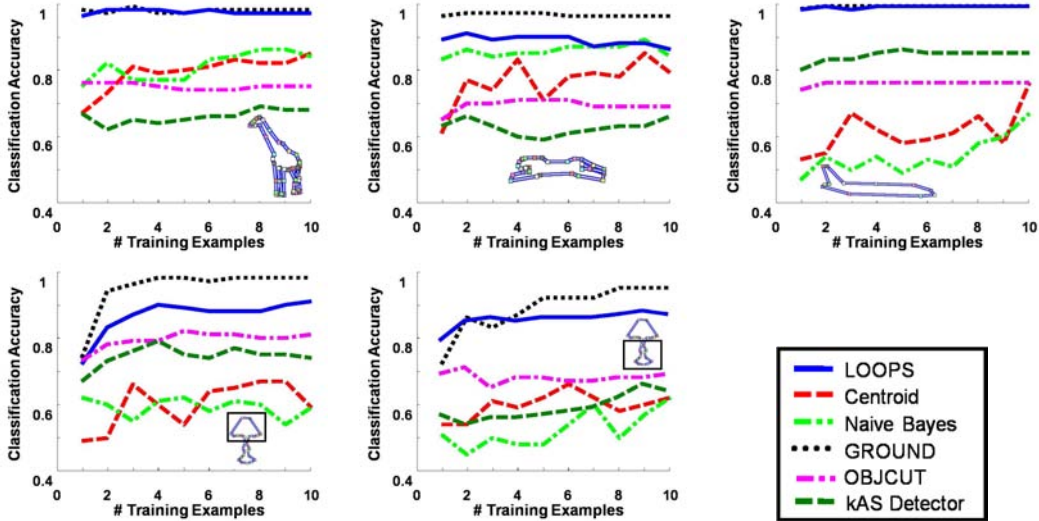 Classification Accuracy
1
0.8
0.6
0.4
0 2 4 6 8 10
# Training Examples
Classification Accuracy
1
0.8
0.6
0.4
0 2 4 6 8 10
# Training Examples
Classification Accuracy
1
0.8
0.6
0.4
0 2 4 6 8 10
# Training Examples
Classification Accuracy
1
0.8
0.6
0.4
0 2 4 6 8 10
# Training Examples
Classification Accuracy
1
0.8
0.6
0.4
0 2 4 6 8 10
# Training Examples
LOOPS
Centroid
Naive Bayes
GROUND
OBJCUT
kAS Detector